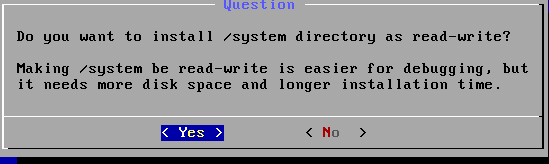 Question
Do you want to install /system directory as read-write?
Making /system be read-write is easier for debugging, but
it needs more disk space and longer installation time.
< Yes > < No >